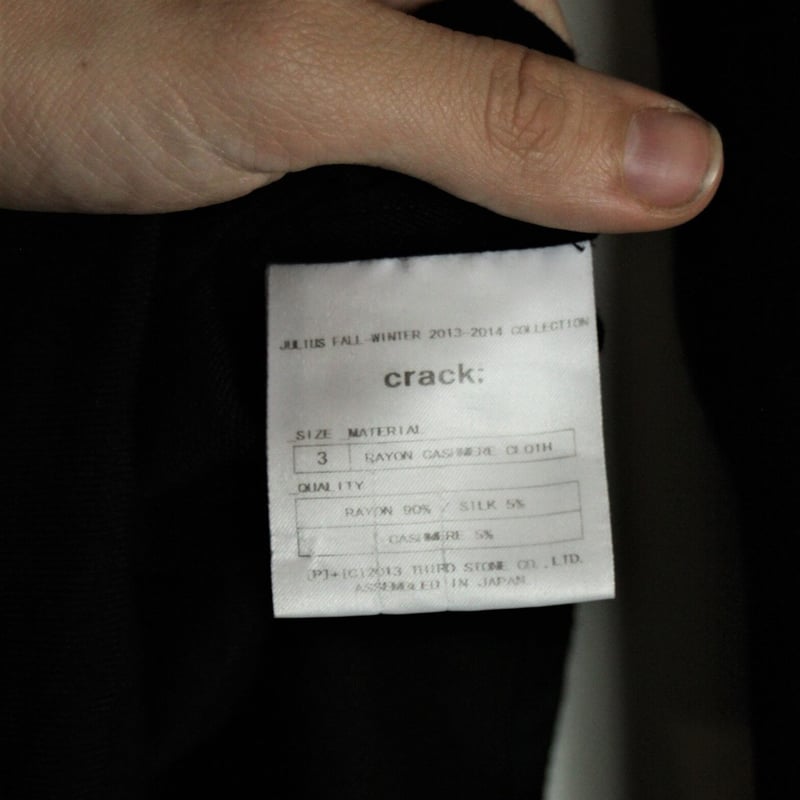 JULIUS FALL-WINTER 2013-2014 COLLECTION
crack:
SIZE MATERIAL
3 RAYON CASHMERE CLOTH
QUALITY
RAYON 90% / SILK 5%
CASHMERE 5%
[P]+[C]2013 THIRD STONE CO.,LTD.
ASSEMBLED IN JAPAN